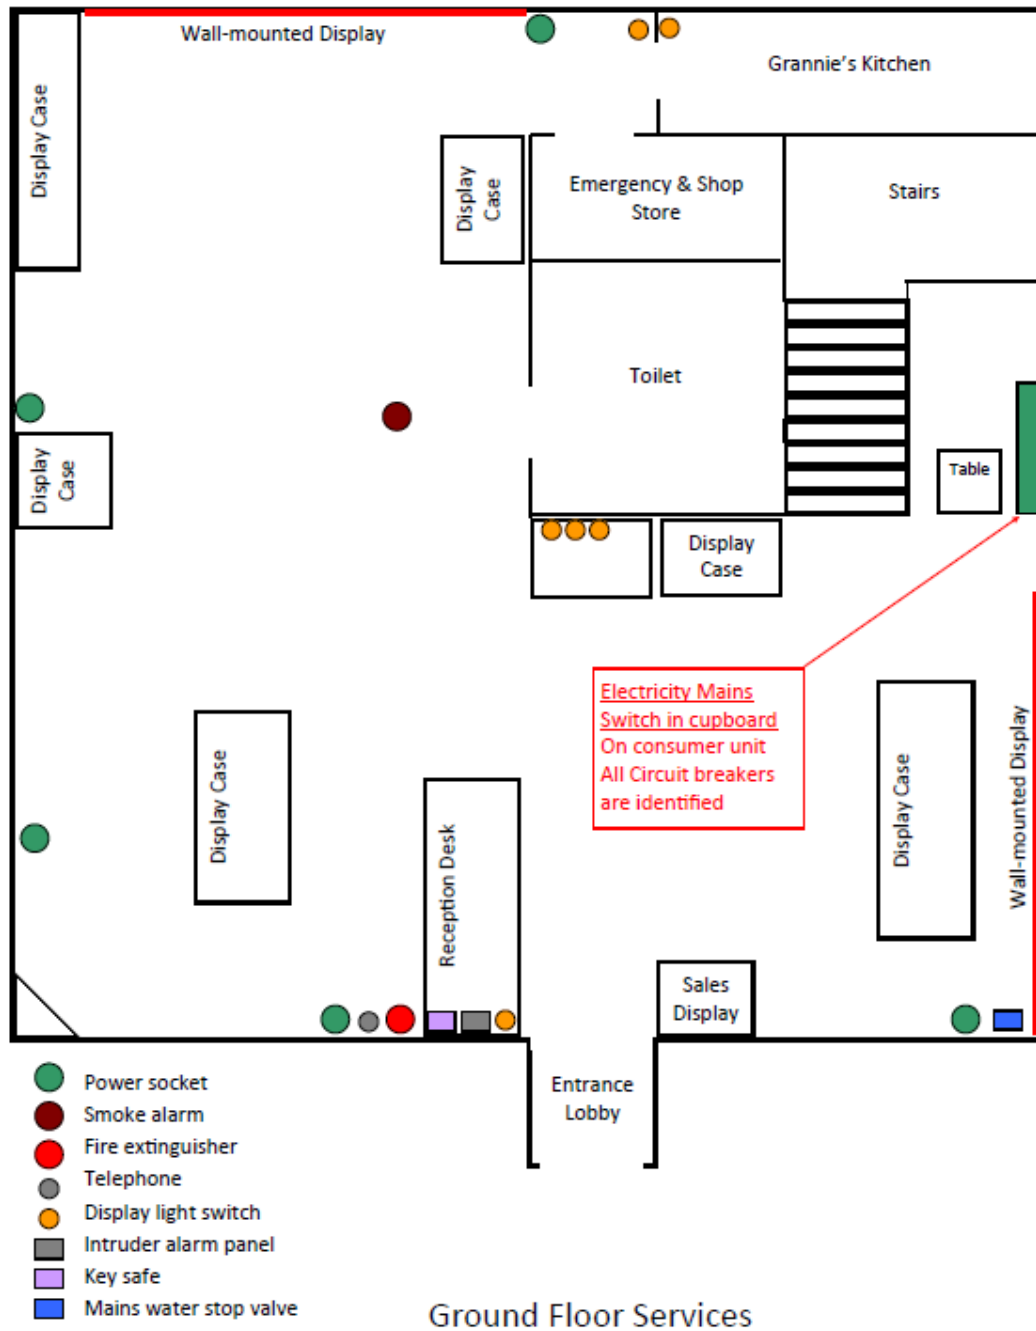 Wall-mounted Display
Grannie's Kitchen
Display Case
Display
Case
Emergency & Shop
Store
Stairs
Toilet
Display
Case
Table
Display
Case
Electricity Mains
Switch in cupboard
On consumer unit
All Circuit breakers
are identified
Display Case
Reception Desk
Display Case
Wall-mounted Display
Sales
Display
Entrance
Lobby
Power socket
Smoke alarm
Fire extinguisher
Telephone
Display light switch
Intruder alarm panel
Key safe
Mains water stop valve
Ground Floor Services